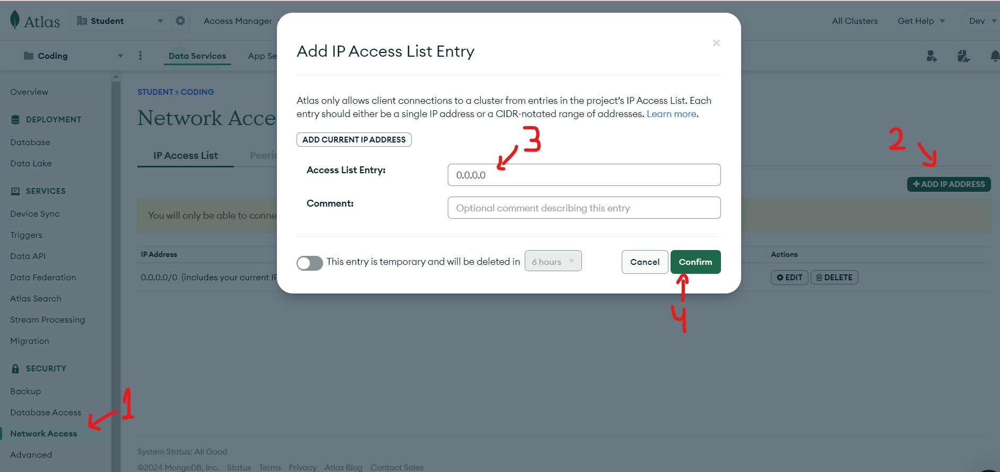 Atlas
Student
Access Manager
All Clusters
Get Help
Dev
Coding
Data Services
App Se
Overview
DEPLOYMENT
Database
Data Lake
SERVICES
Device Sync
Triggers
Data API
Data Federation
Atlas Search
Stream Processing
Migration
SECURITY
Backup
Database Access
Network Access
Advanced
1
STUDENT > CODING
Network Acce
IP Access List
Peerin
2
+ ADD IP ADDRESS
You will only be able to conne
IP Address
Actions
0.0.0.0/0 (includes your current IP
EDIT
DELETE
Add IP Access List Entry
×
Atlas only allows client connections to a cluster from entries in the project’s IP Access List. Each
entry should either be a single IP address or a CIDR-notated range of addresses. Learn more.
ADD CURRENT IP ADDRESS
3
Access List Entry:
0.0.0.0
Comment:
Optional comment describing this entry
This entry is temporary and will be deleted in
6 hours
Cancel
Confirm
4
System Status: All Good
©2024 MongoDB, Inc. Status Terms Privacy Atlas Blog Contact Sales